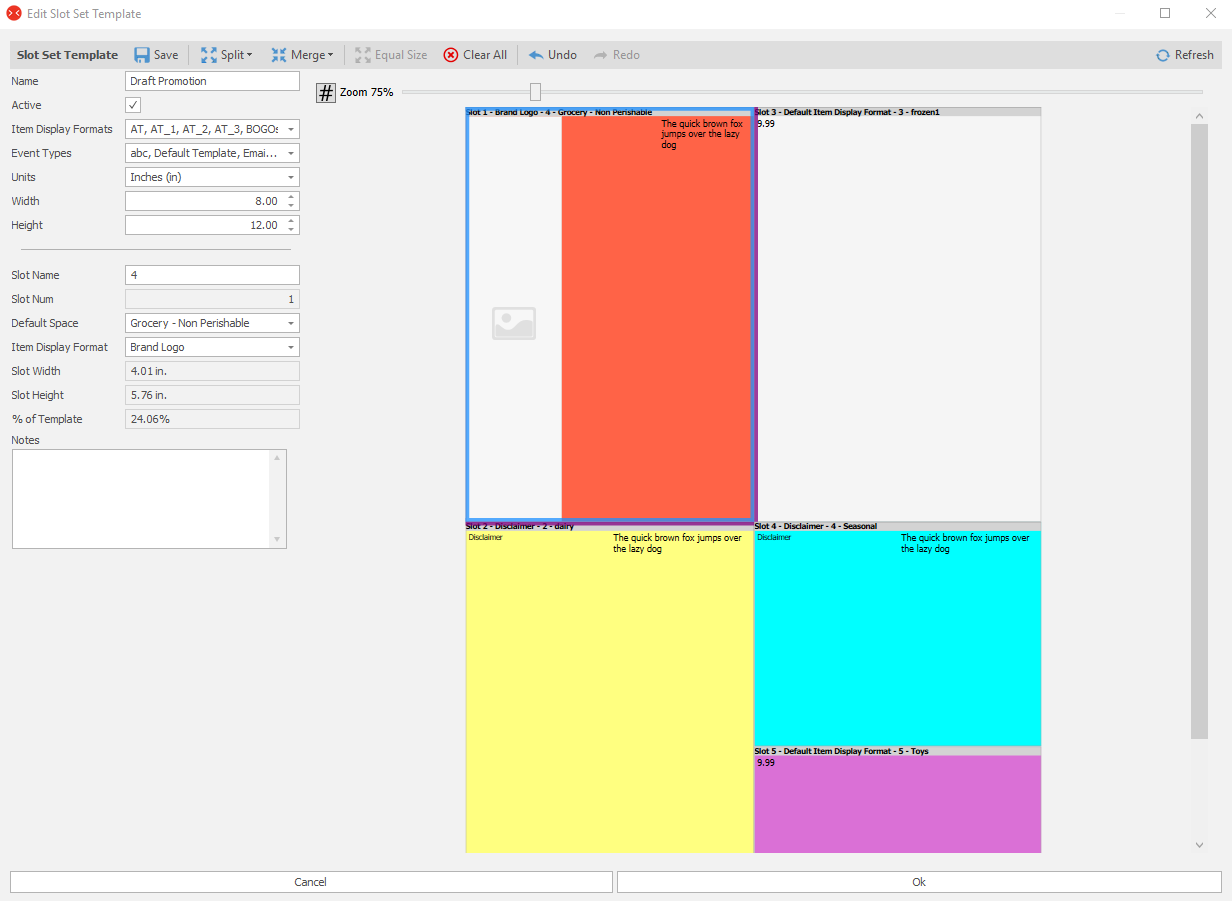 Edit Slot Set Template
Slot Set Template Save Split Merge Equal Size Clear All Undo Redo Refresh
Name Draft Promotion
Active
Item Display Formats AT, AT_1, AT_2, AT_3, BOGOs
Event Types abc, Default Template, Emai...
Units Inches (in)
Width 8.00
Height 12.00
Slot Name 4
Slot Num 1
Default Space Grocery - Non Perishable
Item Display Format Brand Logo
Slot Width 4.01 in.
Slot Height 5.76 in.
% of Template 24.06%
Notes
# Zoom 75%
Slot 1 - Brand Logo - 4 - Grocery - Non Perishable
The quick brown fox
jumps over the lazy
dog
Slot 3 - Default Item Display Format - 3 - frozen1
9.99
Slot 2 - Disclaimer - 2 - dairy
Disclaimer
The quick brown fox jumps over
the lazy dog
Slot 4 - Disclaimer - 4 - Seasonal
Disclaimer
The quick brown fox jumps over
the lazy dog
Slot 5 - Default Item Display Format - 5 - Toys
9.99
Cancel
Ok